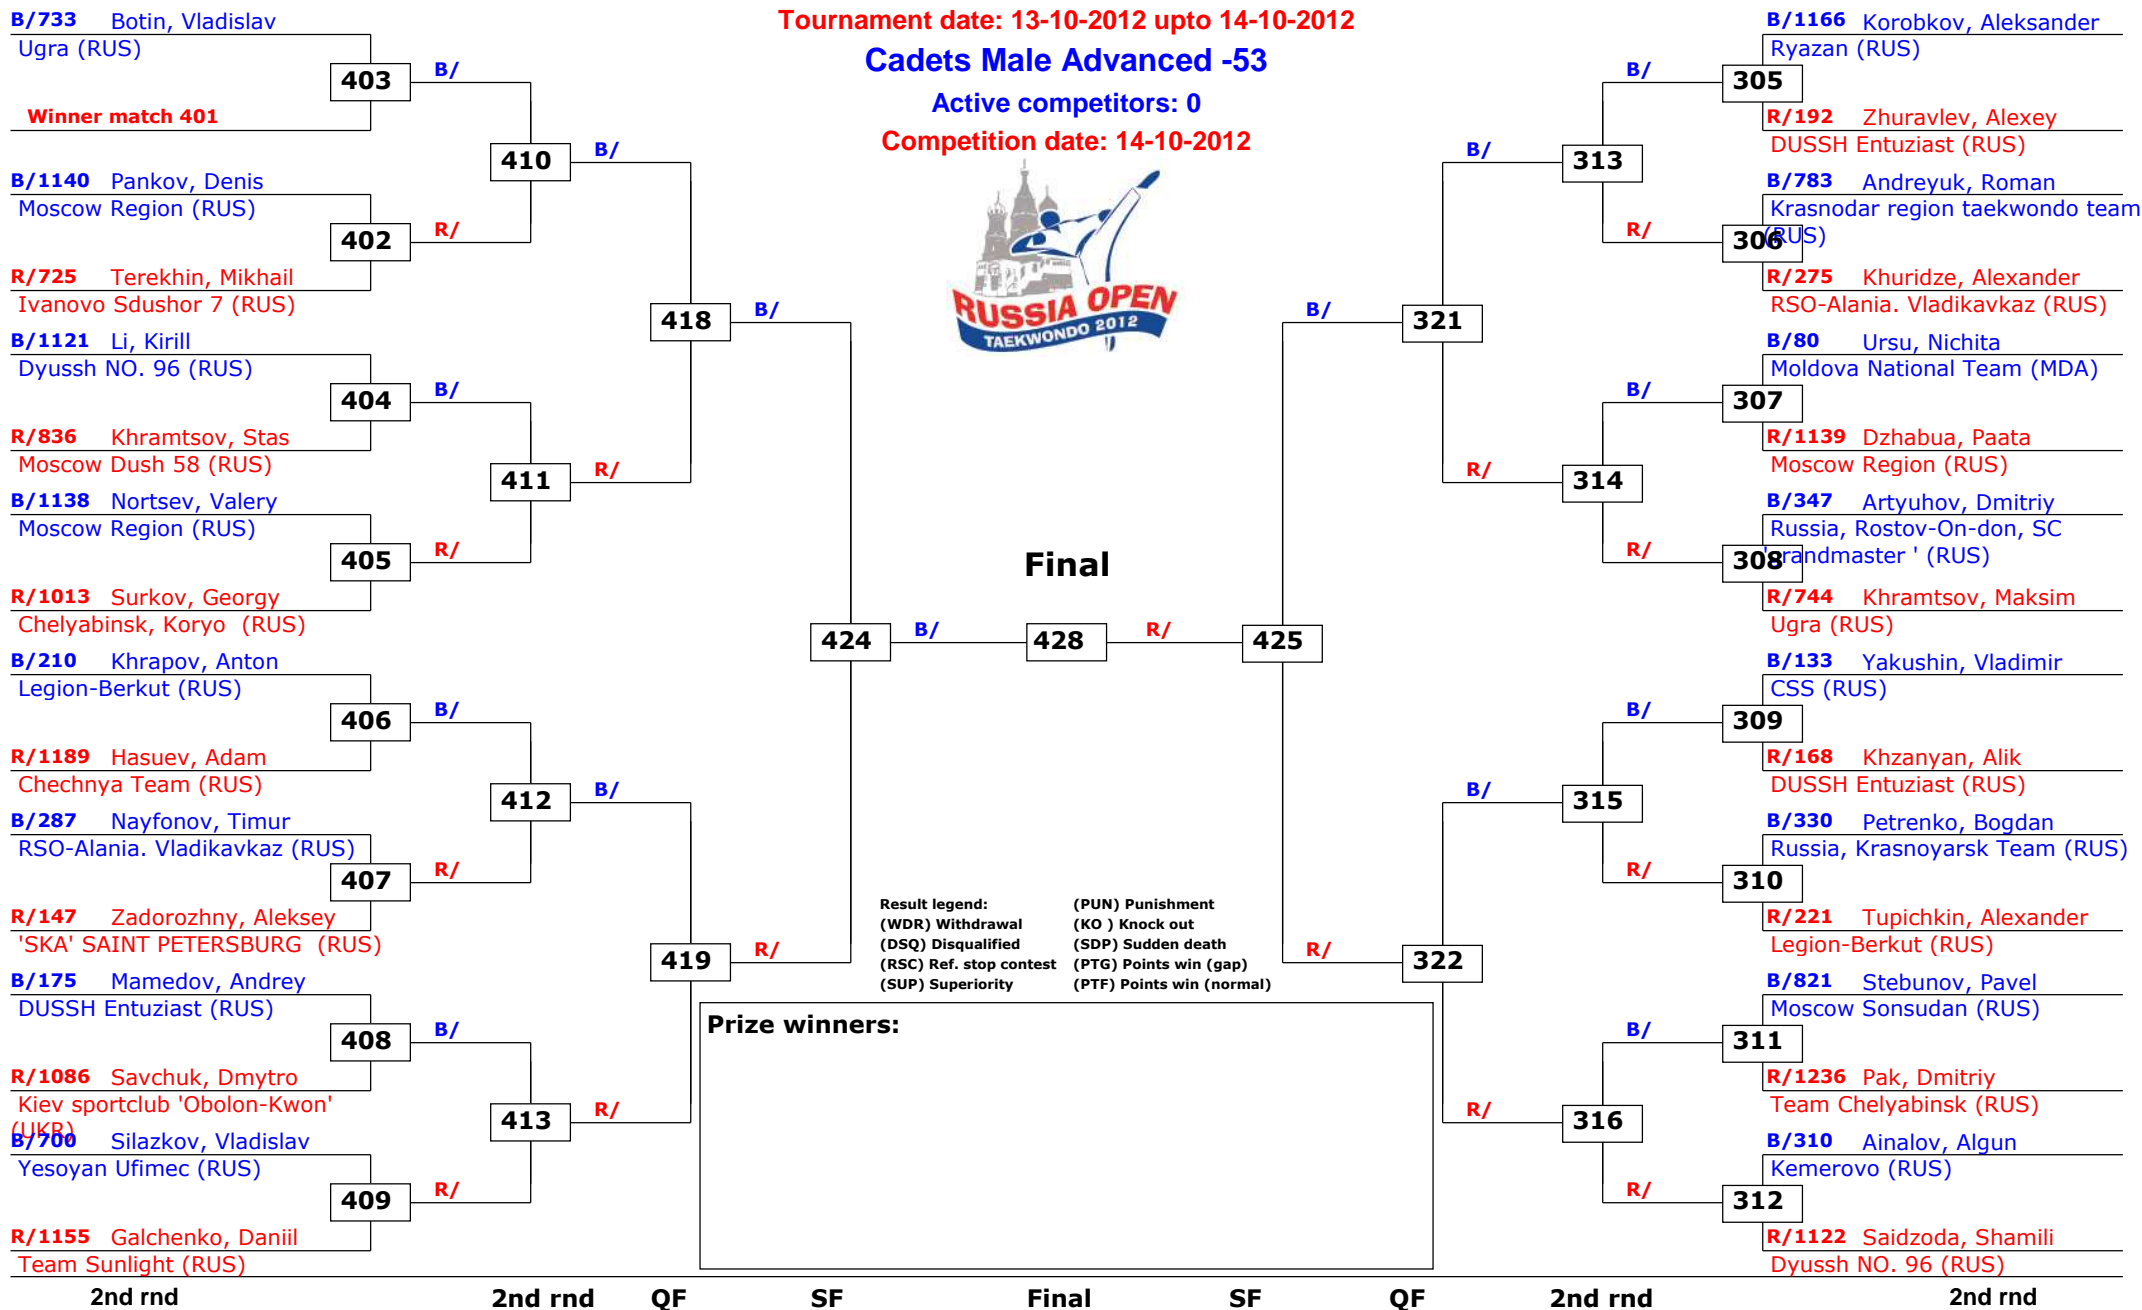 Tournament date: 13-10-2012 upto 14-10-2012
Cadets Male Advanced -53
Active competitors: 0
Competition date: 14-10-2012
RUSSIA OPEN
TAEKWONDO 2012
B/733 Botin, Vladislav
Ugra (RUS)
403
B/
Winner match 401
410
B/
B/1140 Pankov, Denis
Moscow Region (RUS)
402
R/
R/725 Terekhin, Mikhail
Ivanovo Sdushor 7 (RUS)
418
B/
B/1121 Li, Kirill
Dyussh NO. 96 (RUS)
404
B/
R/836 Khramtsov, Stas
Moscow Dush 58 (RUS)
411
R/
B/1138 Nortsev, Valery
Moscow Region (RUS)
405
R/
R/1013 Surkov, Georgy
Chelyabinsk, Koryo (RUS)
424
B/
B/210 Khrapov, Anton
Legion-Berkut (RUS)
406
B/
R/1189 Hasuev, Adam
Chechnya Team (RUS)
412
B/
B/287 Nayfonov, Timur
RSO-Alania. Vladikavkaz (RUS)
407
R/
R/147 Zadorozhny, Aleksey
'SKA' SAINT PETERSBURG (RUS)
419
R/
B/175 Mamedov, Andrey
DUSSH Entuziast (RUS)
408
B/
R/1086 Savchuk, Dmytro
Kiev sportclub 'Obolon-Kwon'
(UKR)
413
R/
B/700 Silazkov, Vladislav
Yesoyan Ufimec (RUS)
409
R/
R/1155 Galchenko, Daniil
Team Sunlight (RUS)
Final
428
R/
425
B/1166 Korobkov, Aleksander
Ryazan (RUS)
B/
305
R/192 Zhuravlev, Alexey
DUSSH Entuziast (RUS)
B/
313
B/783 Andreyuk, Roman
Krasnodar region taekwondo team
(RUS)
R/
306
R/275 Khuridze, Alexander
RSO-Alania. Vladikavkaz (RUS)
B/
321
B/80 Ursu, Nichita
Moldova National Team (MDA)
B/
307
R/1139 Dzhabua, Paata
Moscow Region (RUS)
R/
314
B/347 Artyuhov, Dmitriy
Russia, Rostov-On-don, SC
randmaster ' (RUS)
R/
308
R/744 Khramtsov, Maksim
Ugra (RUS)
B/133 Yakushin, Vladimir
CSS (RUS)
B/
309
R/168 Khzanyan, Alik
DUSSH Entuziast (RUS)
B/
315
B/330 Petrenko, Bogdan
Russia, Krasnoyarsk Team (RUS)
R/
310
R/221 Tupichkin, Alexander
Legion-Berkut (RUS)
R/
322
B/821 Stebunov, Pavel
Moscow Sonsudan (RUS)
B/
311
R/1236 Pak, Dmitriy
Team Chelyabinsk (RUS)
R/
316
B/310 Ainalov, Algun
Kemerovo (RUS)
R/
312
R/1122 Saidzoda, Shamili
Dyussh NO. 96 (RUS)
Result legend: (PUN) Punishment
(WDR) Withdrawal (KO ) Knock out
(DSQ) Disqualified (SDP) Sudden death
(RSC) Ref. stop contest (PTG) Points win (gap)
(SUP) Superiority (PTF) Points win (normal)
Prize winners:
2nd rnd 2nd rnd QF SF Final SF QF 2nd rnd 2nd rnd